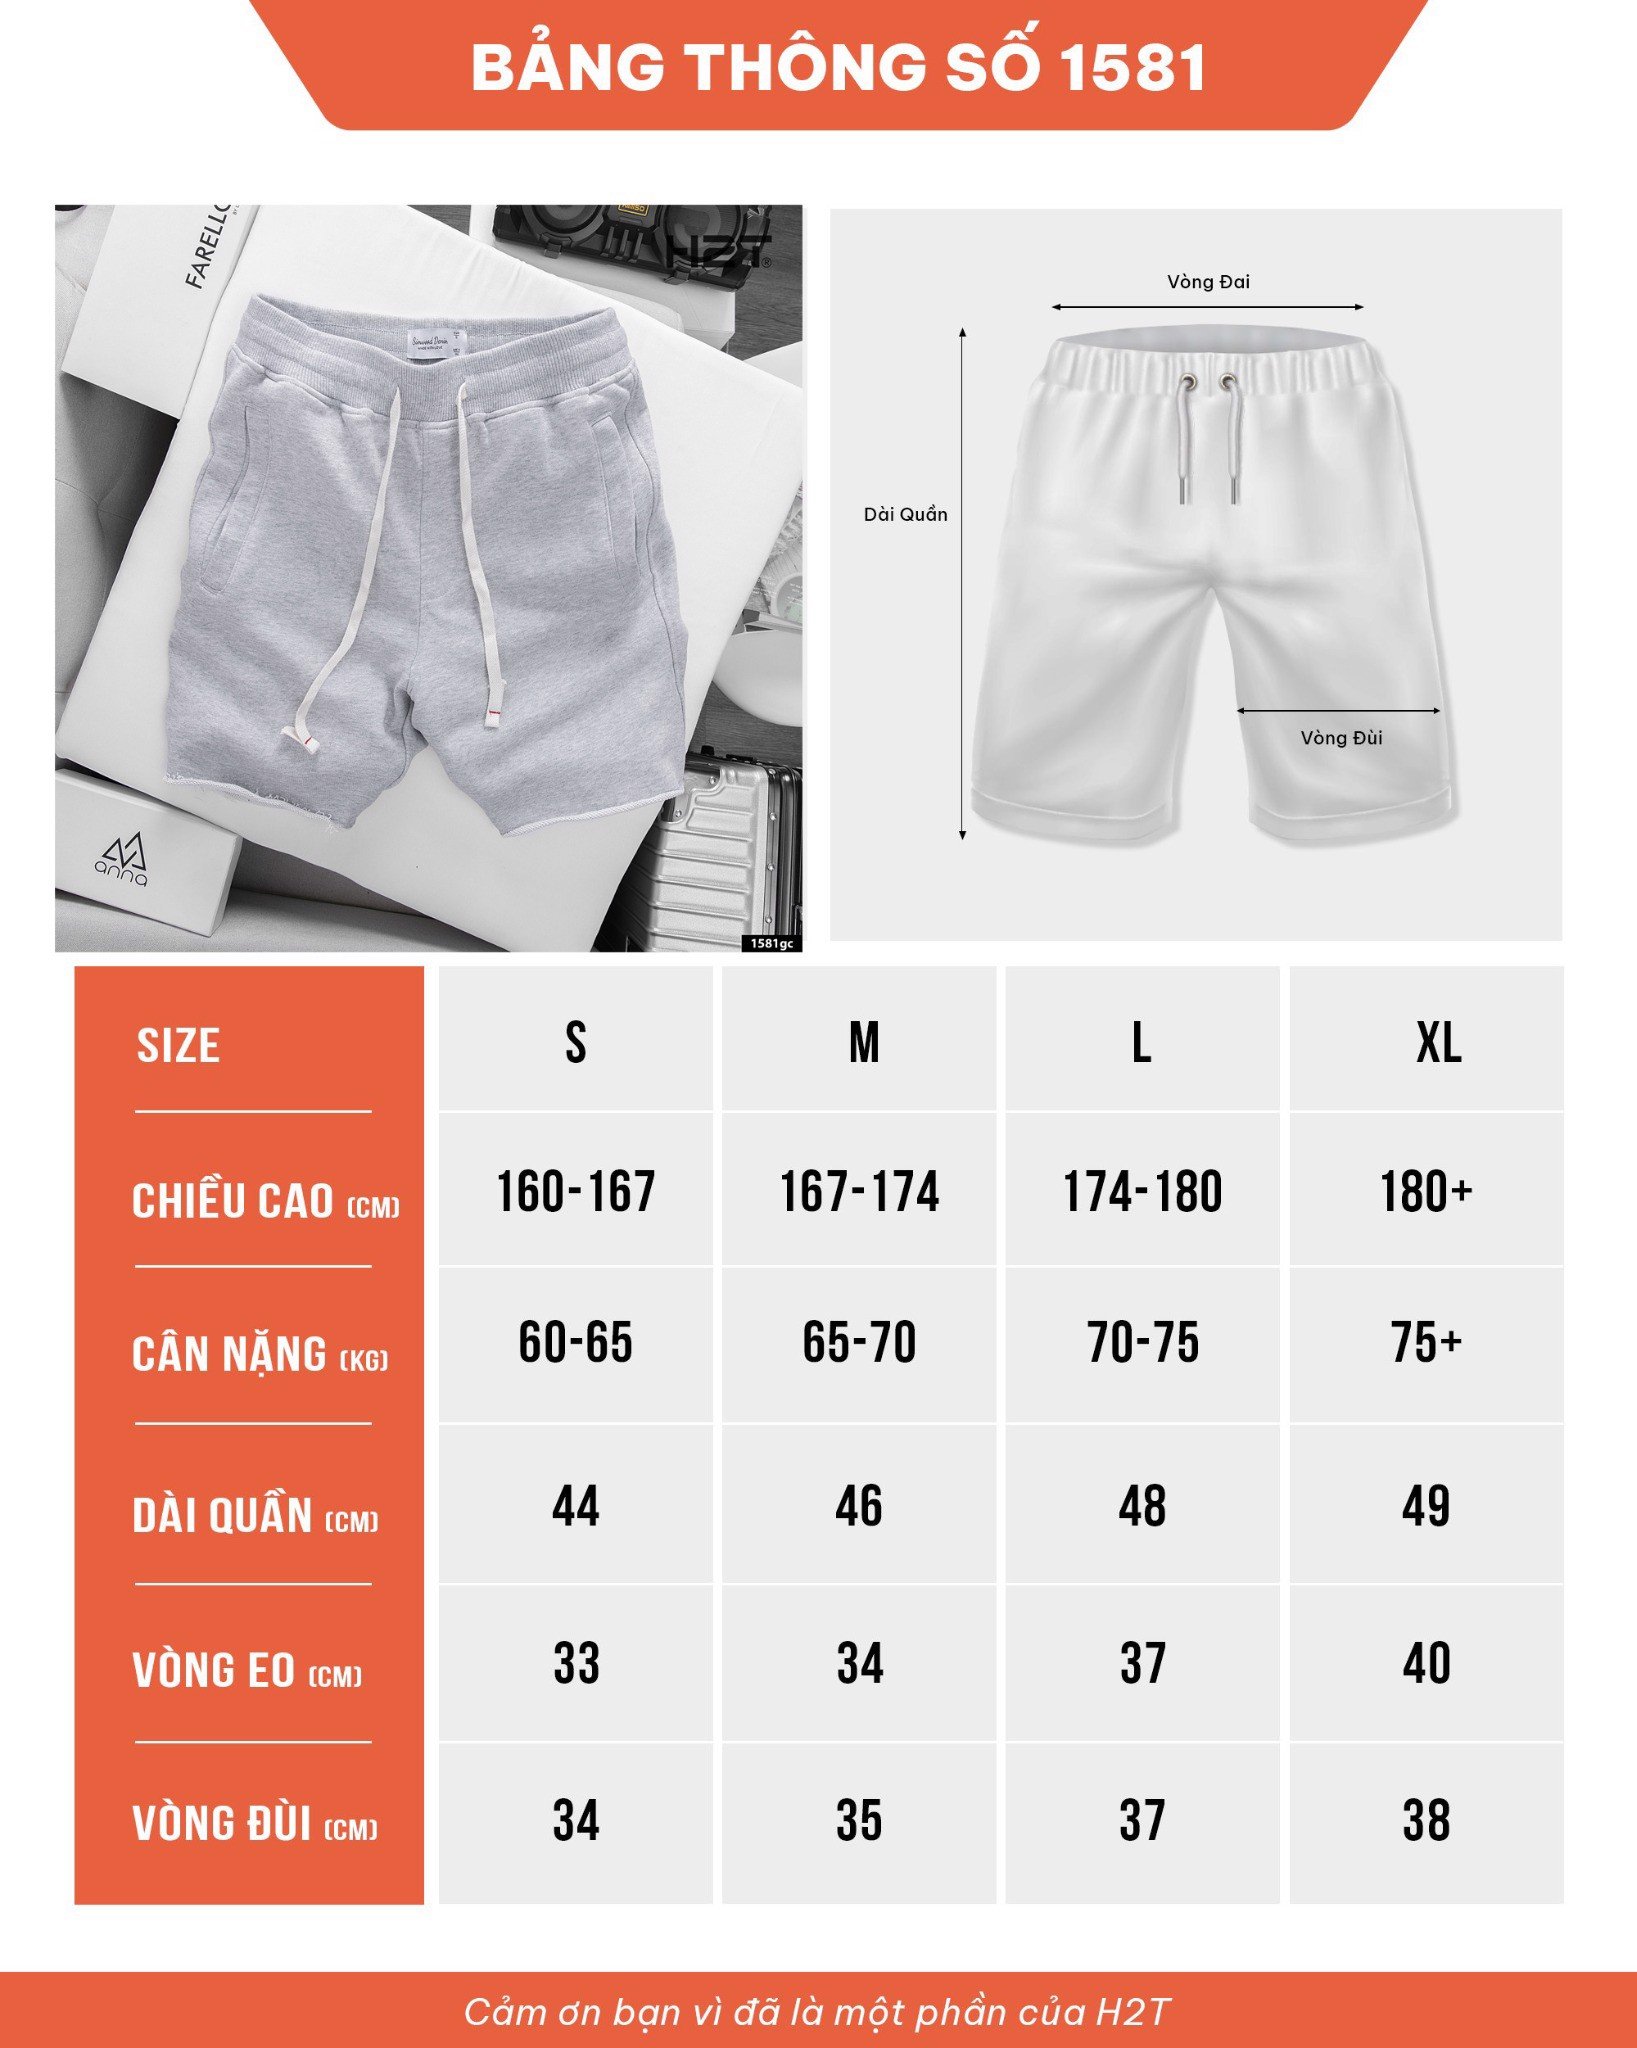 BẢNG THÔNG SỐ 1581
FARELLO
H2T®
1581gc
anna
Vòng Đai
Dài Quần
Vòng Đùi
SIZE S M L XL
CHIỀU CAO (CM) 160-167 167-174 174-180 180+
CÂN NẶNG (KG) 60-65 65-70 70-75 75+
DÀI QUẦN (CM) 44 46 48 49
VÒNG EO (CM) 33 34 37 40
VÒNG ĐÙI (CM) 34 35 37 38
Cảm ơn bạn vì đã là một phần của H2T